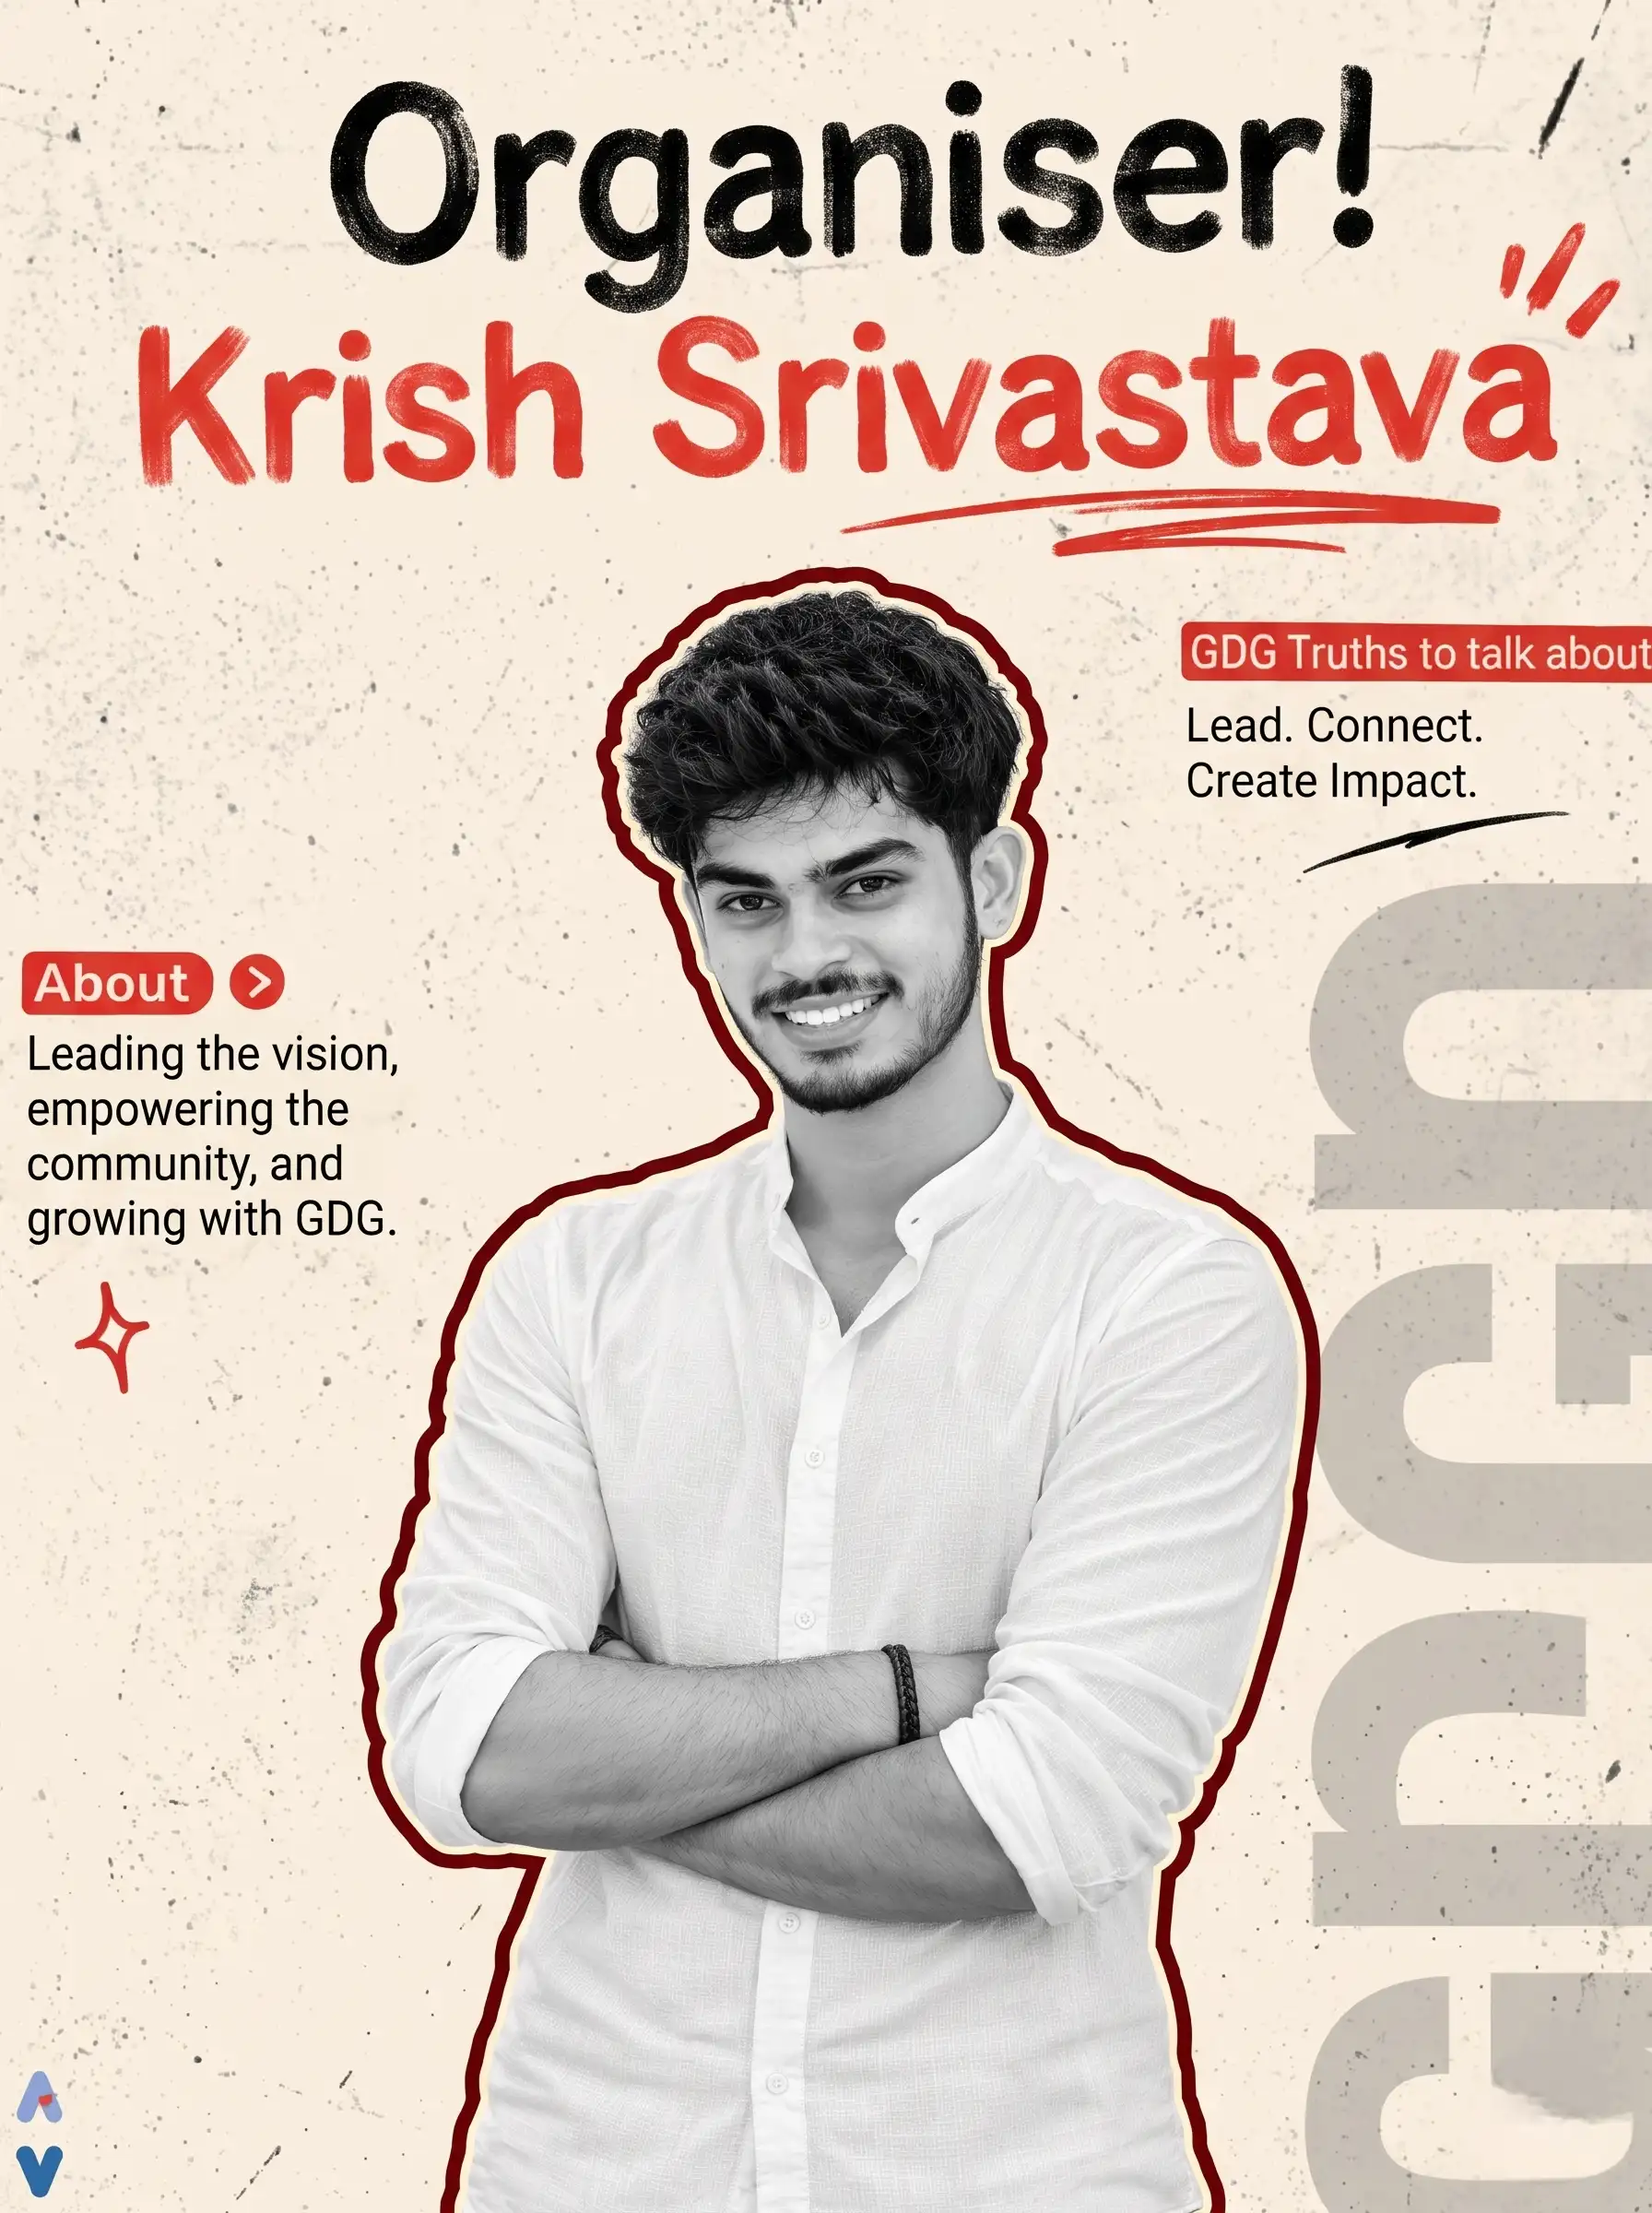 Organiser!
Krish Srivastava
GDG Truths to talk about
Lead. Connect.
Create Impact.
About
Leading the vision,
empowering the
community, and
growing with GDG.